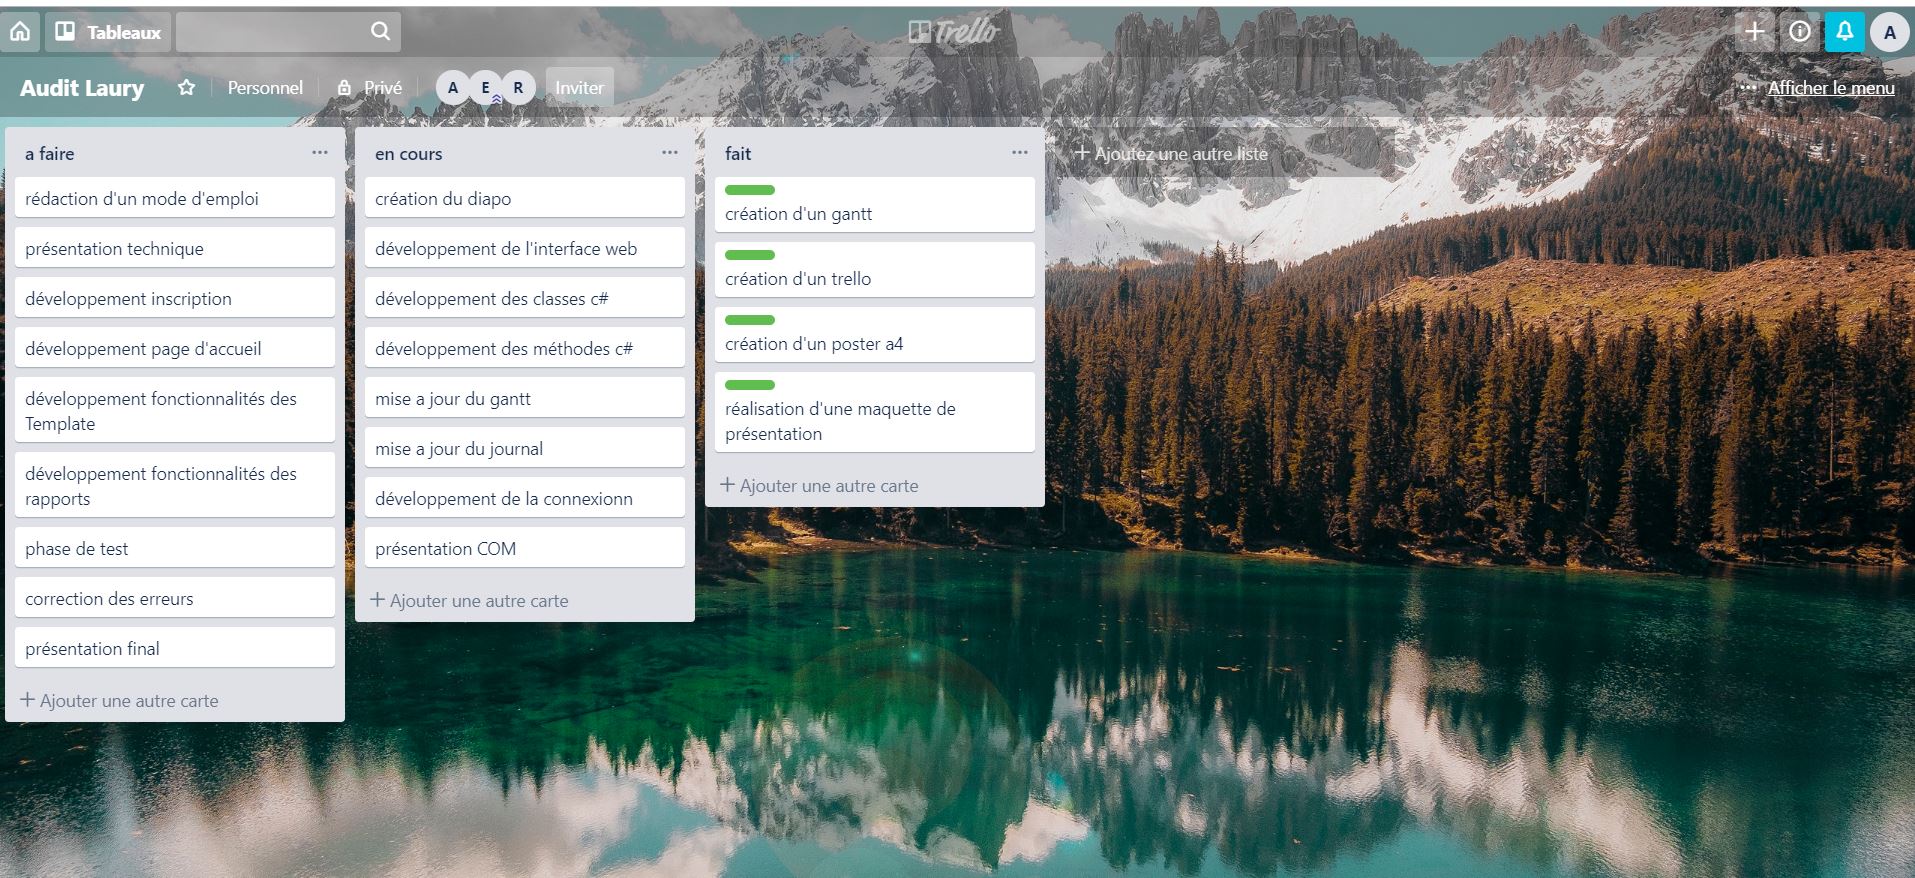 Tableaux
Trello
A
Audit Laury
Personnel
Privé
A
E
R
Inviter
Afficher le menu
a faire
rédaction d'un mode d'emploi
présentation technique
développement inscription
développement page d'accueil
développement fonctionnalités des
Template
développement fonctionnalités des
rapports
phase de test
correction des erreurs
présentation final
Ajouter une autre carte
en cours
création du diapo
développement de l'interface web
développement des classes c#
développement des méthodes c#
mise a jour du gantt
mise a jour du journal
développement de la connexionn
présentation COM
Ajouter une autre carte
fait
création d'un gantt
création d'un trello
création d'un poster a4
réalisation d'une maquette de
présentation
Ajouter une autre carte
Ajoutez une autre liste